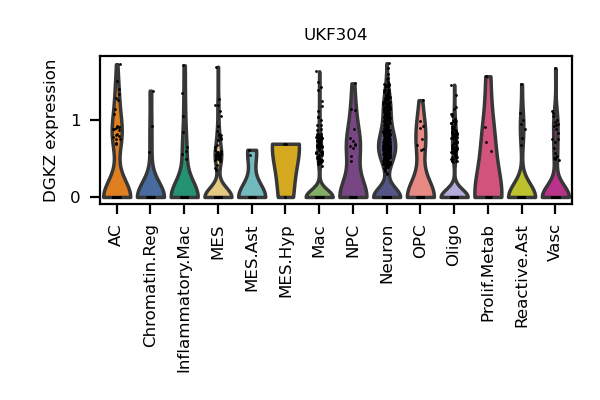 UKF304
DGKZ expression
1
0
AC
Chromatin.Reg
Inflammatory.Mac
MES
MES.Ast
MES.Hyp
Mac
NPC
Neuron
OPC
Oligo
Prolif.Metab
Reactive.Ast
Vasc